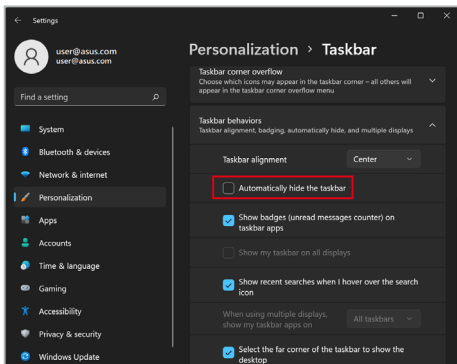 Settings
user@asus.com
user@asus.com
Find a setting
System
Bluetooth & devices
Network & internet
Personalization
Apps
Accounts
Time & language
Gaming
Accessibility
Privacy & security
Windows Update
Personalization > Taskbar
Taskbar corner overflow
Choose which icons may appear in the taskbar corner – all others will
appear in the taskbar corner overflow menu
Taskbar behaviors
Taskbar alignment, badging, automatically hide, and multiple displays
Taskbar alignment
Center
Automatically hide the taskbar
Show badges (unread messages counter) on
taskbar apps
Show my taskbar on all displays
Show recent searches when I hover over the search
icon
When using multiple displays,
show my taskbar apps on
All taskbars
Select the far corner of the taskbar to show the
desktop